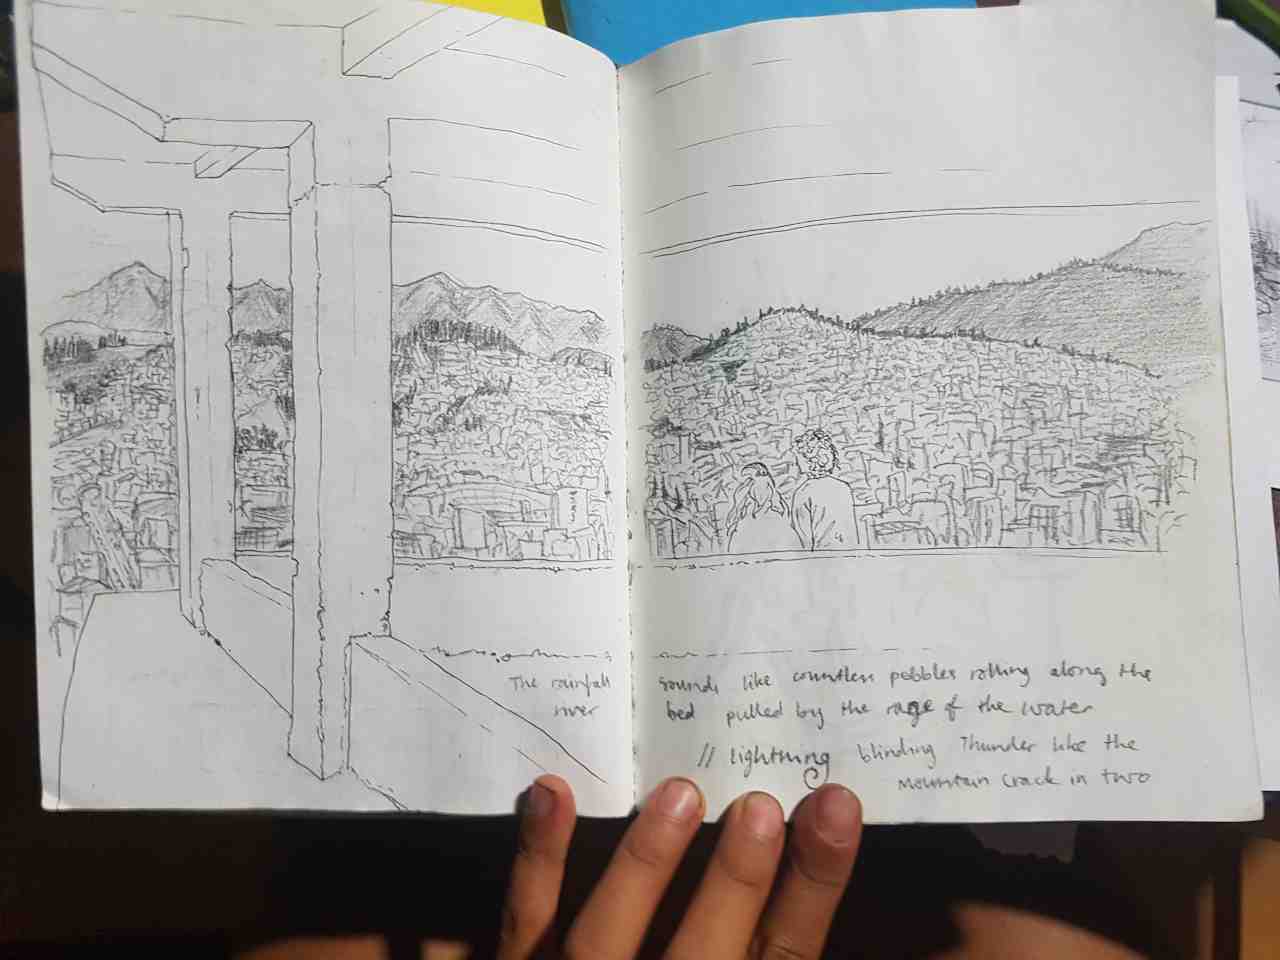 The rainfall sounds like countless pebbles rolling along the
river bed pulled by the rage of the water
// lightning blinding Thunder like the
mountain crack in two